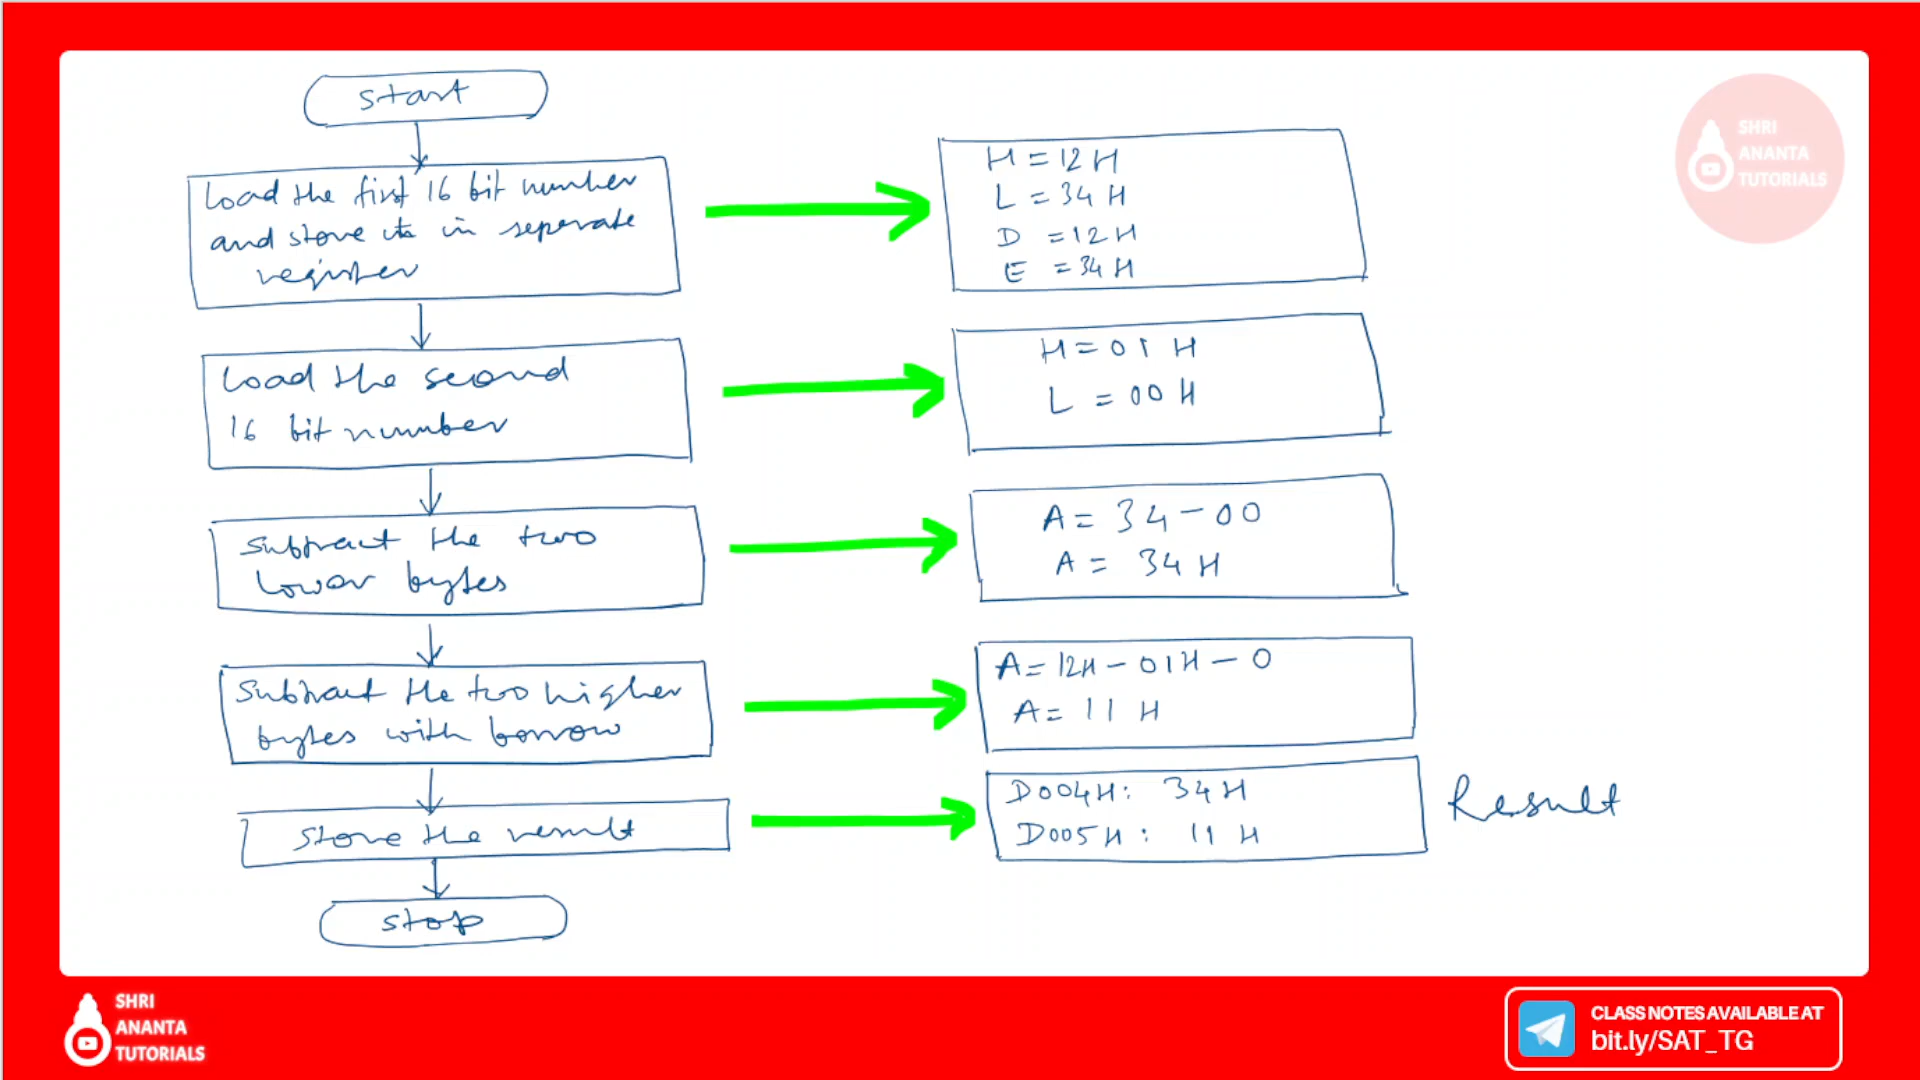 start
Load the first 16 bit number
and store its in seperate
register
Load the second
16 bit number
Subtract the two
lower bytes
Subtract the two higher
bytes with borrow
store the result
stop
H = 12 H
L = 34 H
D = 12 H
E = 34 H
H = 01 H
L = 00 H
A = 34 - 00
A = 34 H
A = 12H - 01H - 0
A = 11 H
D004H : 34 H
D005H : 11 H
Result
SHRI
ANANTA
TUTORIALS
SHRI
ANANTA
TUTORIALS
CLASS NOTES AVAILABLE AT
bit.ly/SAT_TG